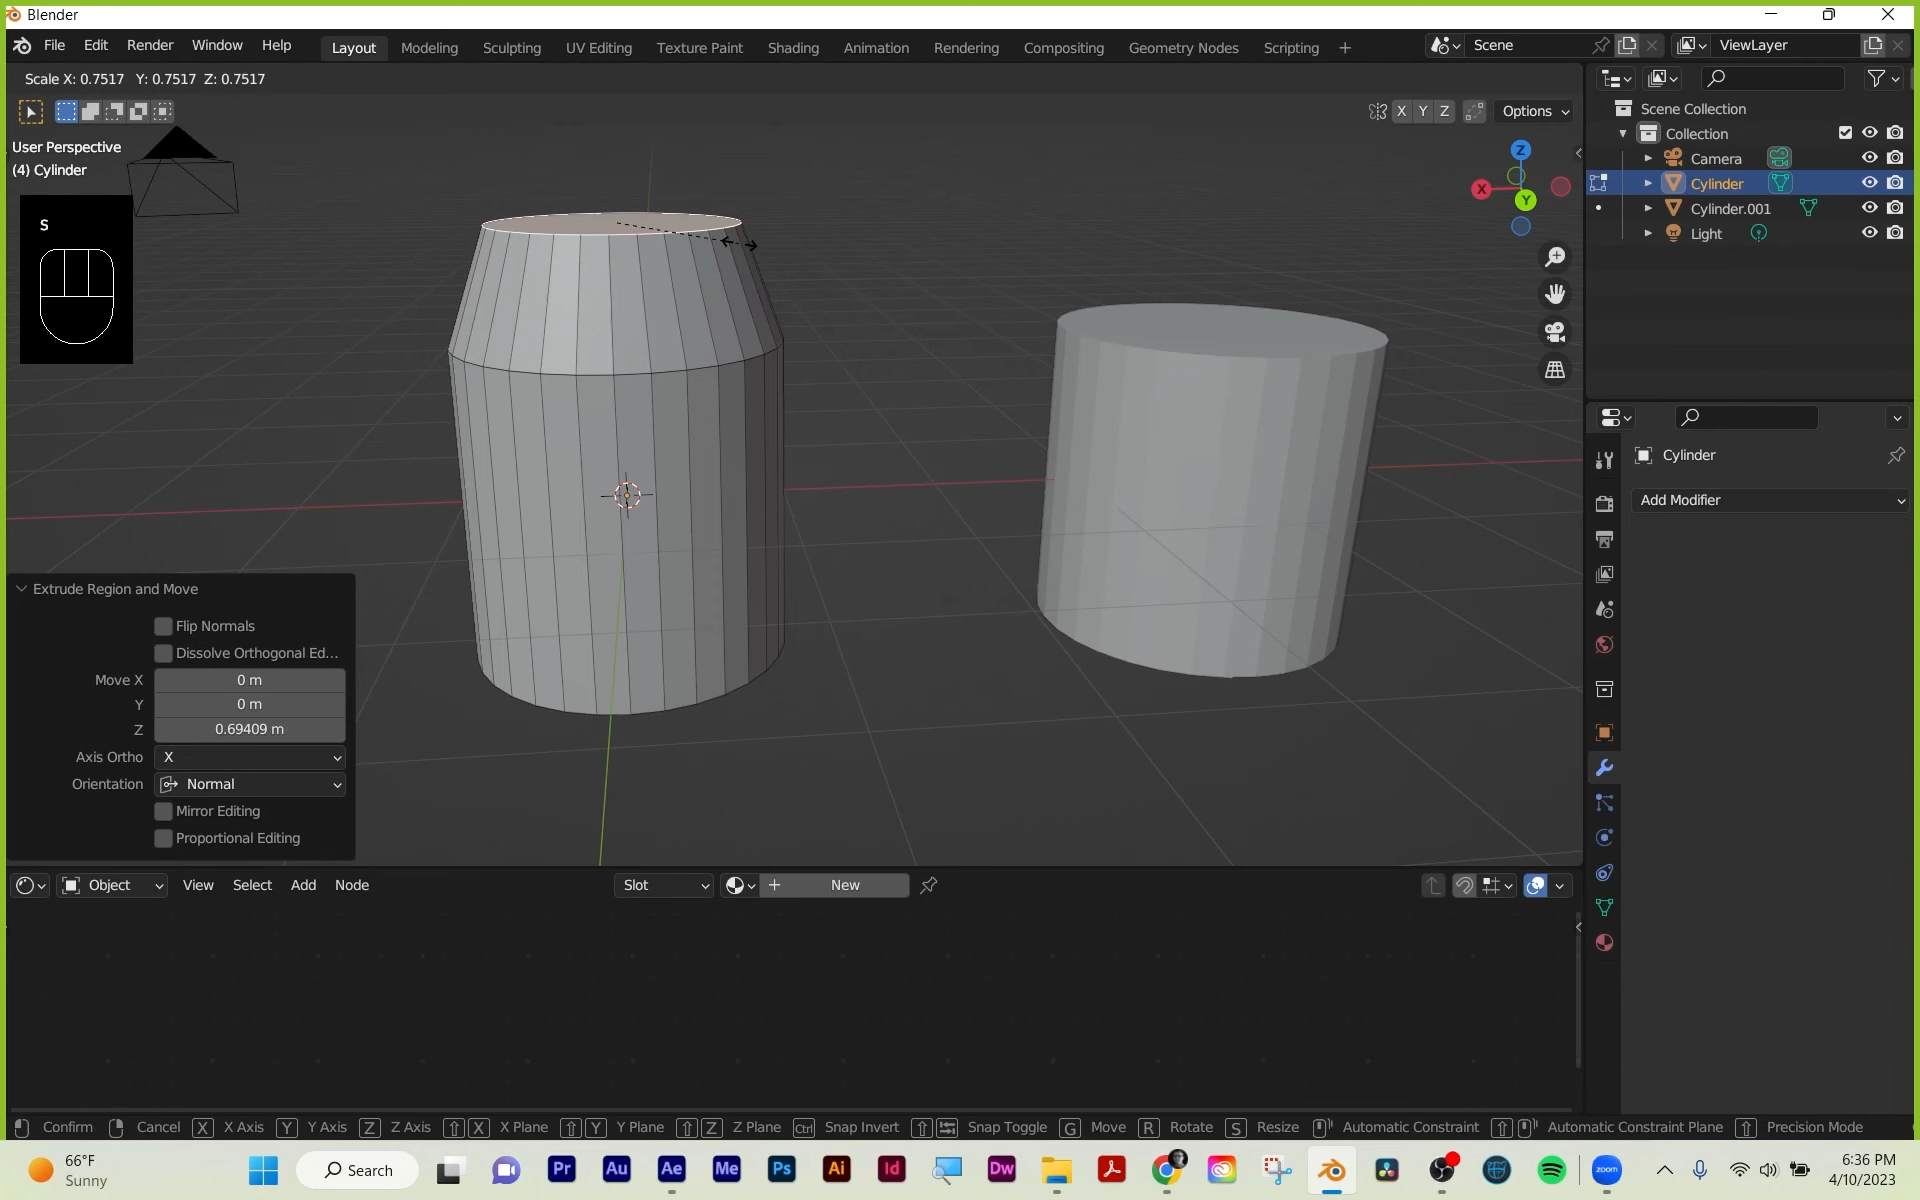 Blender
File Edit Render Window Help Layout Modeling Sculpting UV Editing Texture Paint Shading Animation Rendering Compositing Geometry Nodes Scripting + Scene ViewLayer
Scale X: 0.7517 Y: 0.7517 Z: 0.7517
X Y Z Options
User Perspective
(4) Cylinder
S
Z
X
Y
Scene Collection
Collection
Camera
Cylinder
Cylinder.001
Light
Cylinder
Add Modifier
Extrude Region and Move
Flip Normals
Dissolve Orthogonal Ed...
Move X 0 m
Y 0 m
Z 0.69409 m
Axis Ortho X
Orientation Normal
Mirror Editing
Proportional Editing
Object View Select Add Node Slot New
Confirm Cancel X X Axis Y Y Axis Z Z Axis X X Plane Y Y Plane Z Z Plane Ctrl Snap Invert Snap Toggle G Move R Rotate S Resize Automatic Constraint Automatic Constraint Plane Precision Mode
66°F
Sunny
Search
Pr Au Ae Me Ps Ai Id Dw zoom
6:36 PM
4/10/2023